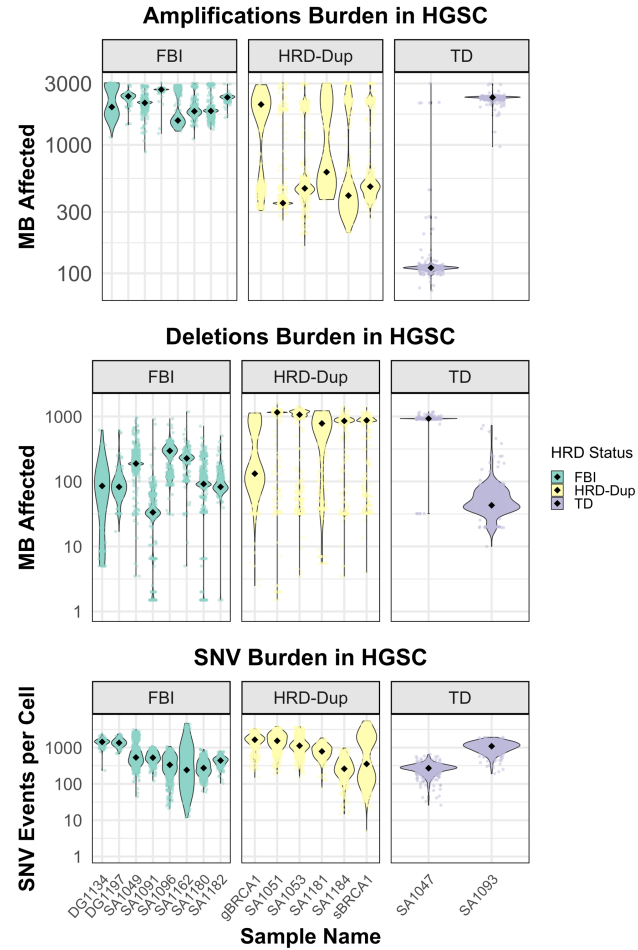 Amplifications Burden in HGSC
FBI
HRD-Dup
TD
MB Affected
3000
1000
300
100
Deletions Burden in HGSC
FBI
HRD-Dup
TD
MB Affected
1000
100
10
1
HRD Status
FBI
HRD-Dup
TD
SNV Burden in HGSC
FBI
HRD-Dup
TD
SNV Events per Cell
1000
100
10
1
DG1134
DG1197
SA1049
SA1091
SA1096
SA1162
SA1180
SA1182
gBRCA1
SA1051
SA1053
SA1181
SA1184
sBRCA1
SA1047
SA1093
Sample Name